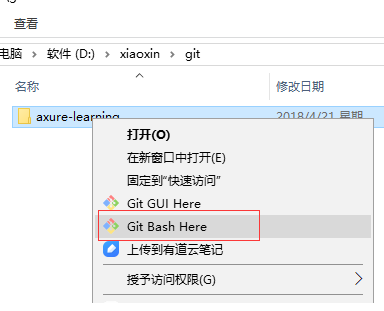 查看
电脑 › 软件 (D:) › xiaoxin › git
名称 修改日期
axure-learning 2018/4/21 星期
打开(O)
在新窗口中打开(E)
固定到"快速访问"
Git GUI Here
Git Bash Here
上传到有道云笔记
授予访问权限(G)